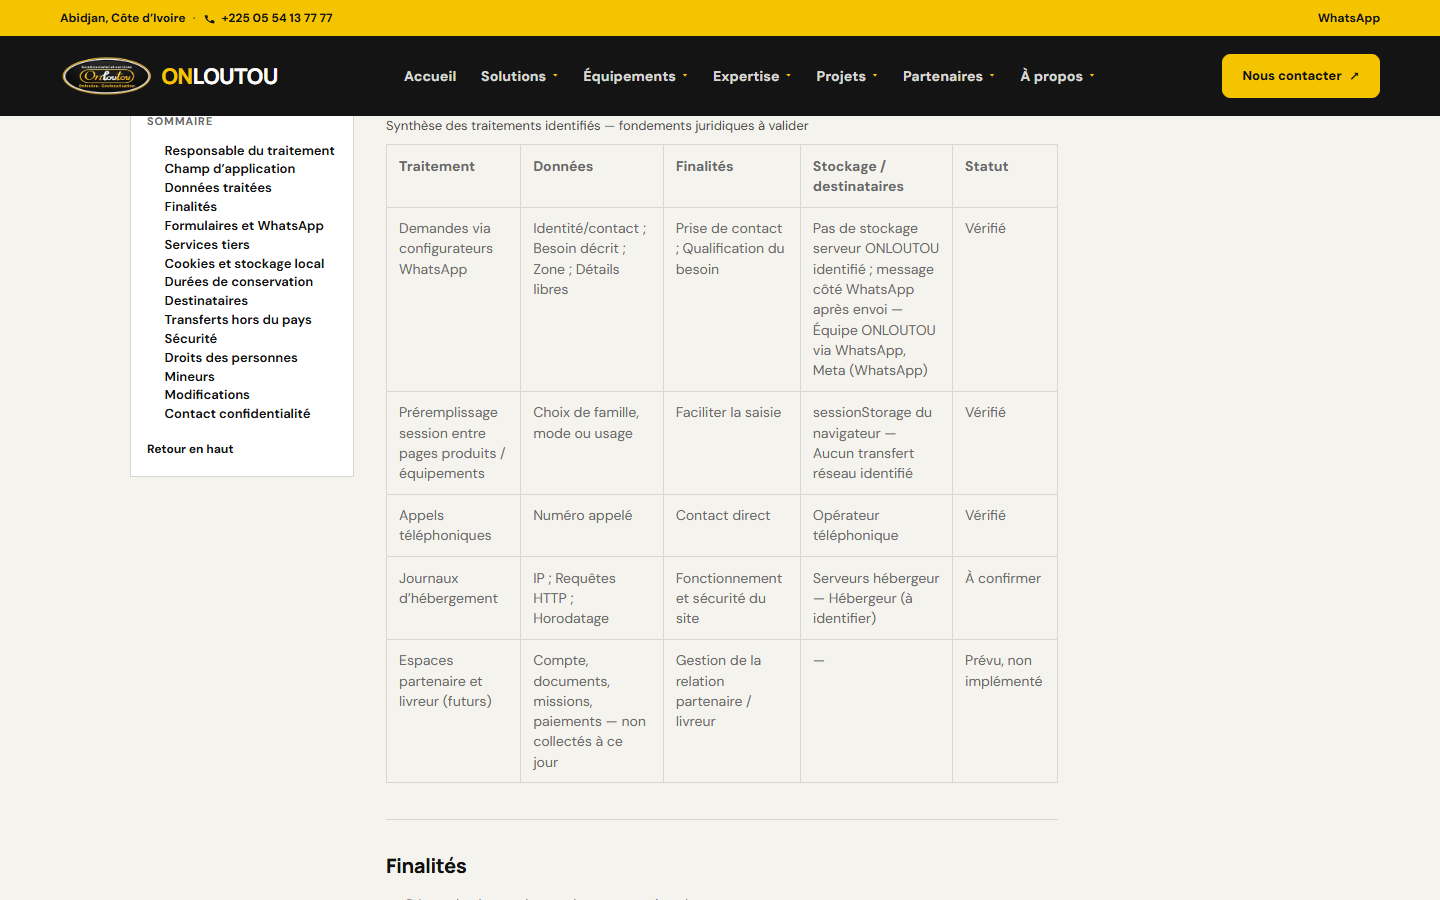 Abidjan, Côte d’Ivoire · +225 05 54 13 77 77
WhatsApp
Onloutou
ONLOUTOU
Accueil
Solutions
Équipements
Expertise
Projets
Partenaires
À propos
Nous contacter ↗
SOMMAIRE
Responsable du traitement
Champ d’application
Données traitées
Finalités
Formulaires et WhatsApp
Services tiers
Cookies et stockage local
Durées de conservation
Destinataires
Transferts hors du pays
Sécurité
Droits des personnes
Mineurs
Modifications
Contact confidentialité
Retour en haut
Synthèse des traitements identifiés — fondements juridiques à valider
Traitement
Données
Finalités
Stockage /
destinataires
Statut
Demandes via
configurateurs
WhatsApp
Identité/contact ;
Besoin décrit ;
Zone ; Détails
libres
Prise de contact
; Qualification du
besoin
Pas de stockage
serveur ONLOUTOU
identifié ; message
côté WhatsApp
après envoi —
Équipe ONLOUTOU
via WhatsApp,
Meta (WhatsApp)
Vérifié
Préremplissage
session entre
pages produits /
équipements
Choix de famille,
mode ou usage
Faciliter la saisie
sessionStorage du
navigateur —
Aucun transfert
réseau identifié
Vérifié
Appels
téléphoniques
Numéro appelé
Contact direct
Opérateur
téléphonique
Vérifié
Journaux
d’hébergement
IP ; Requêtes
HTTP ;
Horodatage
Fonctionnement
et sécurité du
site
Serveurs hébergeur
— Hébergeur (à
identifier)
À confirmer
Espaces
partenaire et
livreur (futurs)
Compte,
documents,
missions,
paiements — non
collectés à ce
jour
Gestion de la
relation
partenaire /
livreur
—
Prévu, non
implémenté
Finalités